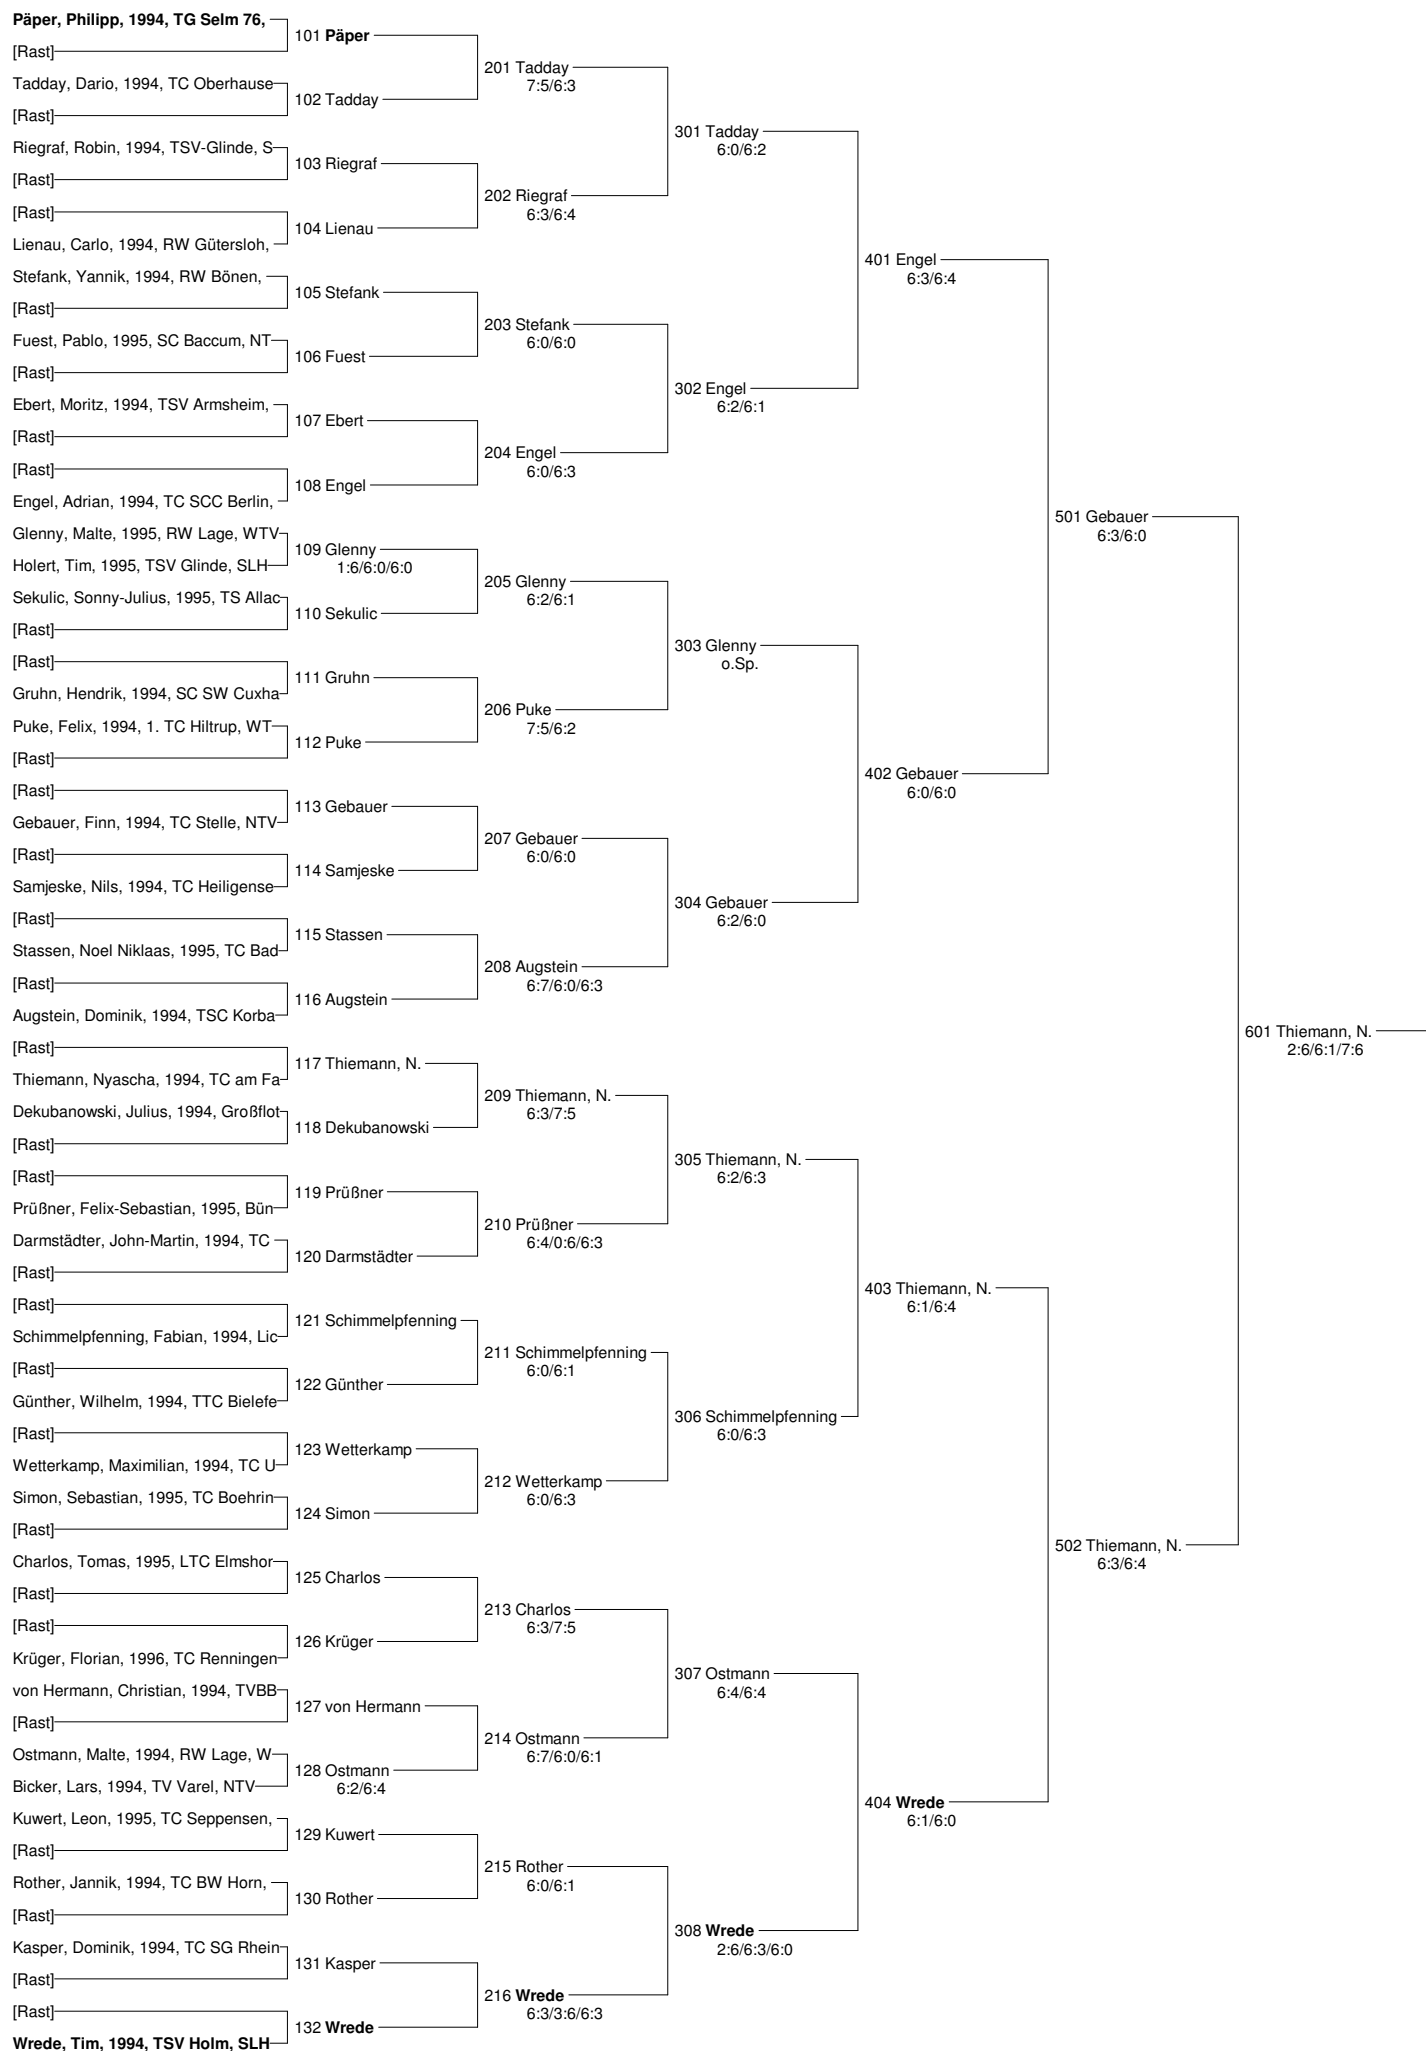 Päper, Philipp, 1994, TG Selm 76,
[Rast]
Tadday, Dario, 1994, TC Oberhause
[Rast]
Riegraf, Robin, 1994, TSV-Glinde, S
[Rast]
[Rast]
Lienau, Carlo, 1994, RW Gütersloh,
Stefank, Yannik, 1994, RW Bönen,
[Rast]
Fuest, Pablo, 1995, SC Baccum, NT
[Rast]
Ebert, Moritz, 1994, TSV Armsheim,
[Rast]
[Rast]
Engel, Adrian, 1994, TC SCC Berlin,
Glenny, Malte, 1995, RW Lage, WTV
Holert, Tim, 1995, TSV Glinde, SLH
Sekulic, Sonny-Julius, 1995, TS Allac
[Rast]
[Rast]
Gruhn, Hendrik, 1994, SC SW Cuxha
Puke, Felix, 1994, 1. TC Hiltrup, WT
[Rast]
[Rast]
Gebauer, Finn, 1994, TC Stelle, NTV
[Rast]
Samjeske, Nils, 1994, TC Heiligense
[Rast]
Stassen, Noel Niklaas, 1995, TC Bad
[Rast]
Augstein, Dominik, 1994, TSC Korba
[Rast]
Thiemann, Nyascha, 1994, TC am Fa
Dekubanowski, Julius, 1994, Großflot
[Rast]
[Rast]
Prüßner, Felix-Sebastian, 1995, Bün
Darmstädter, John-Martin, 1994, TC
[Rast]
[Rast]
Schimmelpfenning, Fabian, 1994, Lic
[Rast]
Günther, Wilhelm, 1994, TTC Bielefe
[Rast]
Wetterkamp, Maximilian, 1994, TC U
Simon, Sebastian, 1995, TC Boehrin
[Rast]
Charlos, Tomas, 1995, LTC Elmshor
[Rast]
[Rast]
Krüger, Florian, 1996, TC Renningen
von Hermann, Christian, 1994, TVBB
[Rast]
Ostmann, Malte, 1994, RW Lage, W
Bicker, Lars, 1994, TV Varel, NTV
Kuwert, Leon, 1995, TC Seppensen,
[Rast]
Rother, Jannik, 1994, TC BW Horn,
[Rast]
Kasper, Dominik, 1994, TC SG Rhein
[Rast]
[Rast]
Wrede, Tim, 1994, TSV Holm, SLH
101 Päper
102 Tadday
103 Riegraf
104 Lienau
105 Stefank
106 Fuest
107 Ebert
108 Engel
109 Glenny
1:6/6:0/6:0
110 Sekulic
111 Gruhn
112 Puke
113 Gebauer
114 Samjeske
115 Stassen
116 Augstein
117 Thiemann, N.
118 Dekubanowski
119 Prüßner
120 Darmstädter
121 Schimmelpfenning
122 Günther
123 Wetterkamp
124 Simon
125 Charlos
126 Krüger
127 von Hermann
128 Ostmann
6:2/6:4
129 Kuwert
130 Rother
131 Kasper
132 Wrede
201 Tadday
7:5/6:3
202 Riegraf
6:3/6:4
203 Stefank
6:0/6:0
204 Engel
6:0/6:3
205 Glenny
6:2/6:1
206 Puke
7:5/6:2
207 Gebauer
6:0/6:0
208 Augstein
6:7/6:0/6:3
209 Thiemann, N.
6:3/7:5
210 Prüßner
6:4/0:6/6:3
211 Schimmelpfenning
6:0/6:1
212 Wetterkamp
6:0/6:3
213 Charlos
6:3/7:5
214 Ostmann
6:7/6:0/6:1
215 Rother
6:0/6:1
216 Wrede
6:3/3:6/6:3
301 Tadday
6:0/6:2
302 Engel
6:2/6:1
303 Glenny
o.Sp.
304 Gebauer
6:2/6:0
305 Thiemann, N.
6:2/6:3
306 Schimmelpfenning
6:0/6:3
307 Ostmann
6:4/6:4
308 Wrede
2:6/6:3/6:0
401 Engel
6:3/6:4
402 Gebauer
6:0/6:0
403 Thiemann, N.
6:1/6:4
404 Wrede
6:1/6:0
501 Gebauer
6:3/6:0
502 Thiemann, N.
6:3/6:4
601 Thiemann, N.
2:6/6:1/7:6